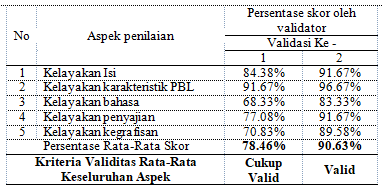 No Aspek penilaian Persentase skor oleh validator
Validasi Ke -
1 2
1 Kelayakan Isi 84.38% 91.67%
2 Kelayakan karakteristik PBL 91.67% 96.67%
3 Kelayakan bahasa 68.33% 83.33%
4 Kelayakan penyajian 77.08% 91.67%
5 Kelayakan kegrafisan 70.83% 89.58%
Persentase Rata-Rata Skor 78.46% 90.63%
Kriteria Validitas Rata-Rata Keseluruhan Aspek Cukup Valid Valid